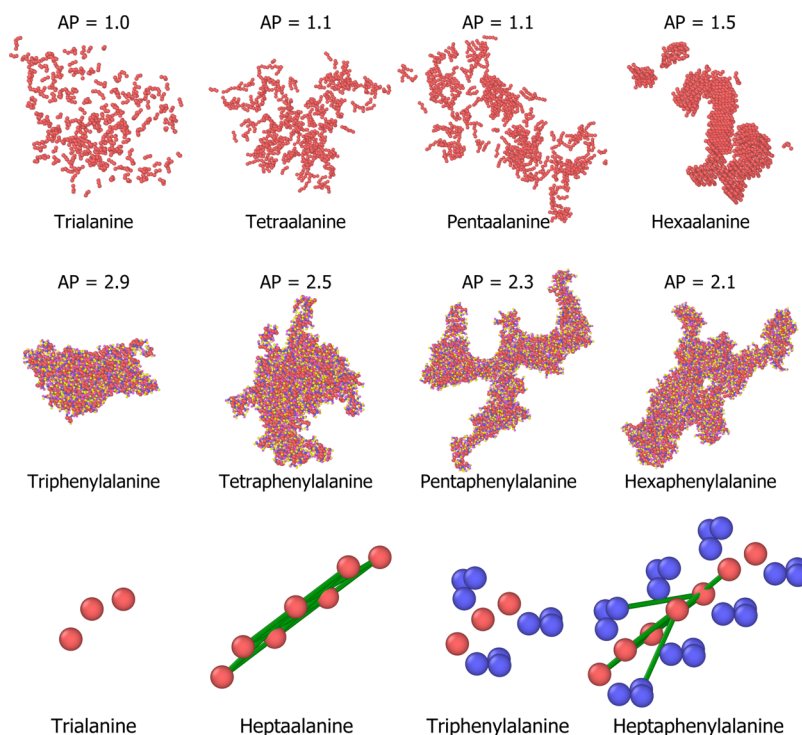 AP = 1.0 AP = 1.1 AP = 1.1 AP = 1.5
Trialanine Tetraalanine Pentaalanine Hexaalanine
AP = 2.9 AP = 2.5 AP = 2.3 AP = 2.1
Triphenylalanine Tetraphenylalanine Pentaphenylalanine Hexaphenylalanine
Trialanine Heptaalanine Triphenylalanine Heptaphenylalanine